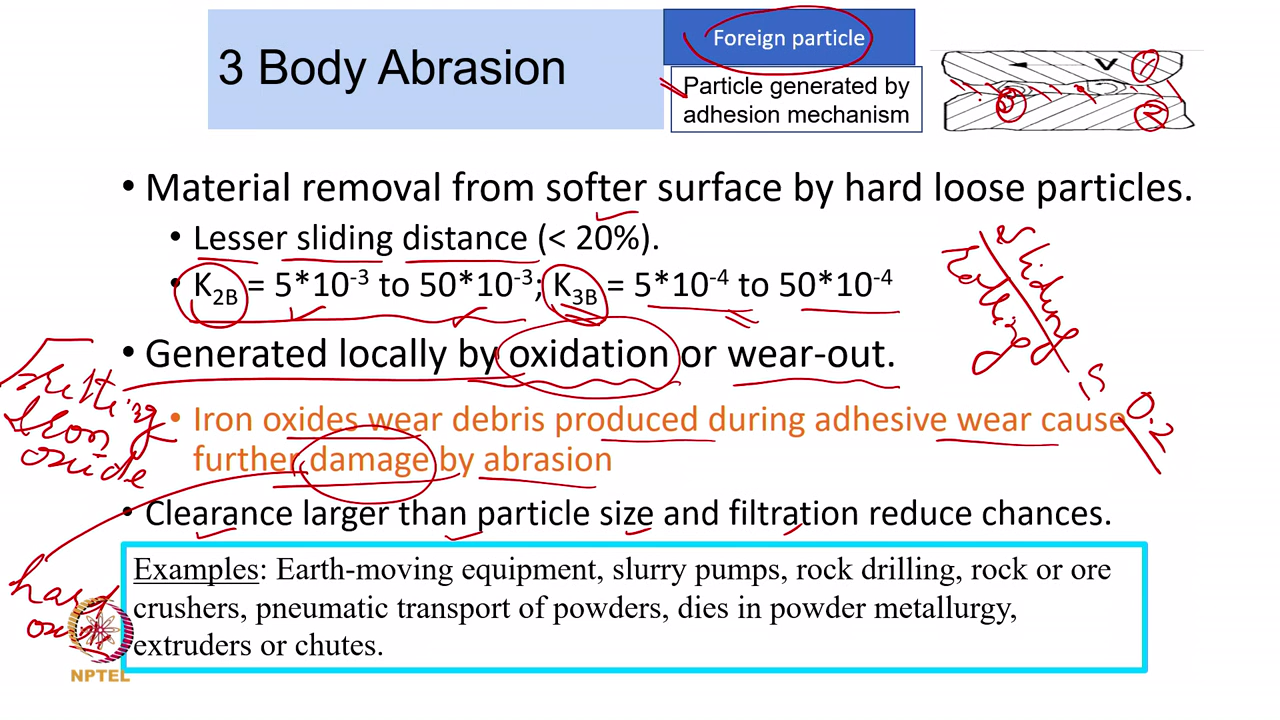 3 Body Abrasion
Foreign particle
Particle generated by
adhesion mechanism
V
1
2
3
• Material removal from softer surface by hard loose particles.
• Lesser sliding distance (< 20%).
• K2B = 5*10-3 to 50*10-3; K3B = 5*10-4 to 50*10-4
sliding
rolling
0.2
• Generated locally by oxidation or wear-out.
Iron
oxide
• Iron oxides wear debris produced during adhesive wear cause
further damage by abrasion
• Clearance larger than particle size and filtration reduce chances.
hard
Examples: Earth-moving equipment, slurry pumps, rock drilling, rock or ore
crushers, pneumatic transport of powders, dies in powder metallurgy,
extruders or chutes.
NPTEL